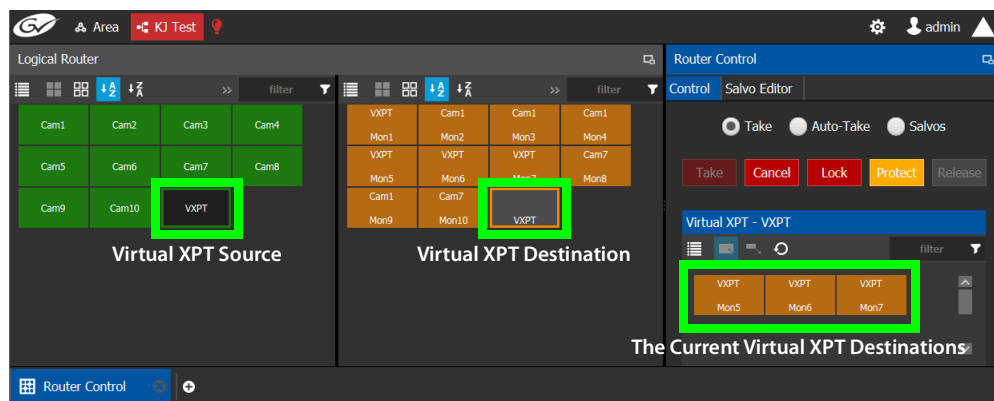 GV Area KJ Test admin
Logical Router
filter
filter
Cam1 Cam2 Cam3 Cam4
Cam5 Cam6 Cam7 Cam8
Cam9 Cam10 VXPT
Virtual XPT Source
VXPT Cam1 Cam1 Cam1
Mon1 Mon2 Mon3 Mon4
VXPT VXPT VXPT Cam7
Mon5 Mon6 Mon7 Mon8
Cam1 Cam7
Mon9 Mon10 VXPT
Virtual XPT Destination
Router Control
Control Salvo Editor
Take Auto-Take Salvos
Take Cancel Lock Protect Release
Virtual XPT - VXPT
filter
VXPT VXPT VXPT
Mon5 Mon6 Mon7
The Current Virtual XPT Destinations
Router Control